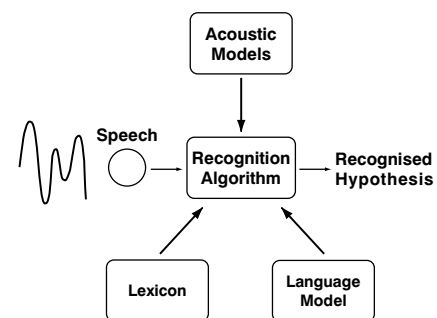 Acoustic
Models
Speech
Recognition
Algorithm
Recognised
Hypothesis
Lexicon
Language
Model